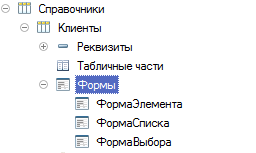 Справочники
Клиенты
Реквизиты
Табличные части
Формы
ФормаЭлемента
ФормаСписка
ФормаВыбора